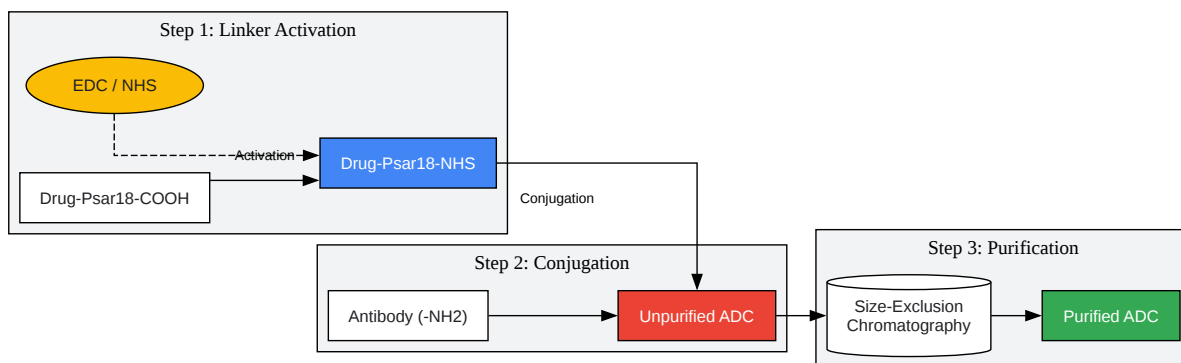 Step 1: Linker Activation
EDC / NHS
Activation
Drug-Psar18-NHS
Drug-Psar18-COOH
Conjugation
Step 2: Conjugation
Antibody (-NH2)
Unpurified ADC
Step 3: Purification
Size-Exclusion
Chromatography
Purified ADC